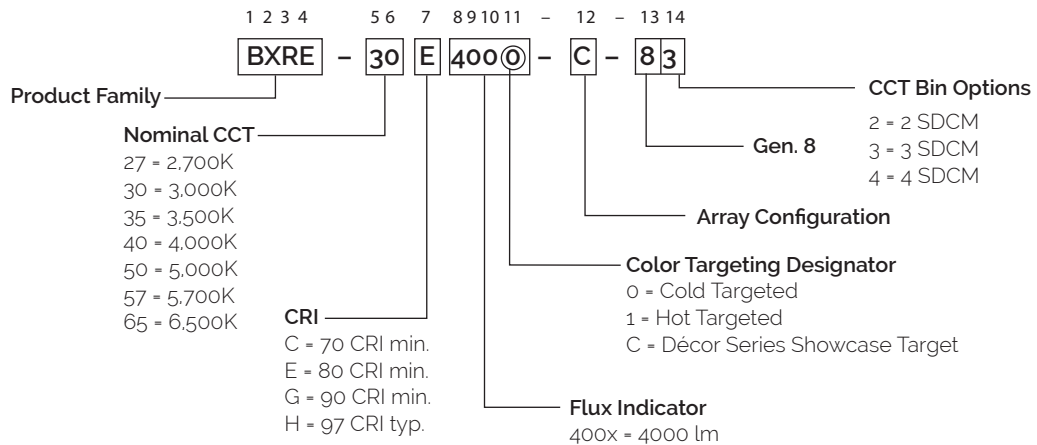 1 2 3 4 5 6 7 8 9 10 11 – 12 – 13 14
BXRE – 30 E 400 0 – C – 8 3
Product Family
CCT Bin Options
2 = 2 SDCM
3 = 3 SDCM
4 = 4 SDCM
Nominal CCT
27 = 2,700K
30 = 3,000K
35 = 3,500K
40 = 4,000K
50 = 5,000K
57 = 5,700K
65 = 6,500K
Gen. 8
Array Configuration
Color Targeting Designator
0 = Cold Targeted
1 = Hot Targeted
C = Décor Series Showcase Target
CRI
C = 70 CRI min.
E = 80 CRI min.
G = 90 CRI min.
H = 97 CRI typ.
Flux Indicator
400x = 4000 lm